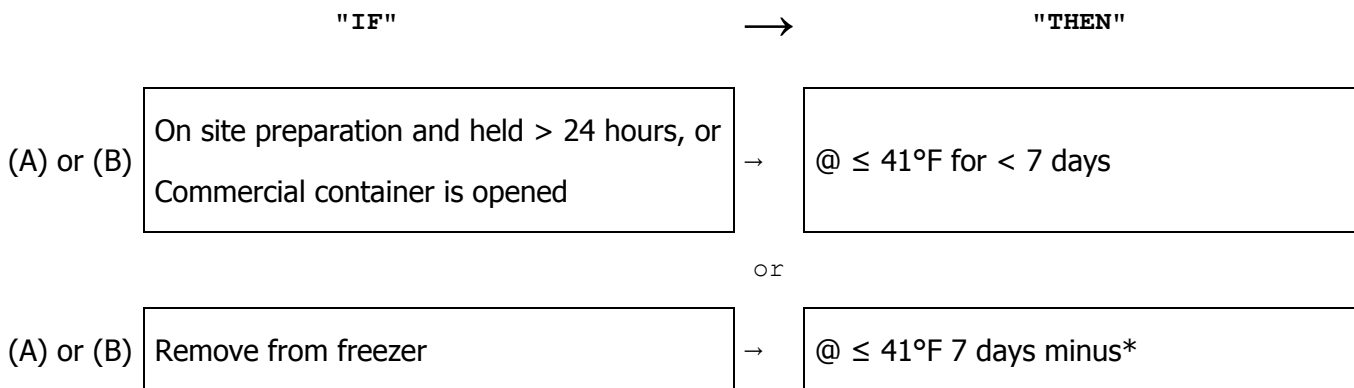 "IF" → "THEN"
(A) or (B) On site preparation and held > 24 hours, or
Commercial container is opened → @ ≤ 41°F for < 7 days
or
(A) or (B) Remove from freezer → @ ≤ 41°F 7 days minus*